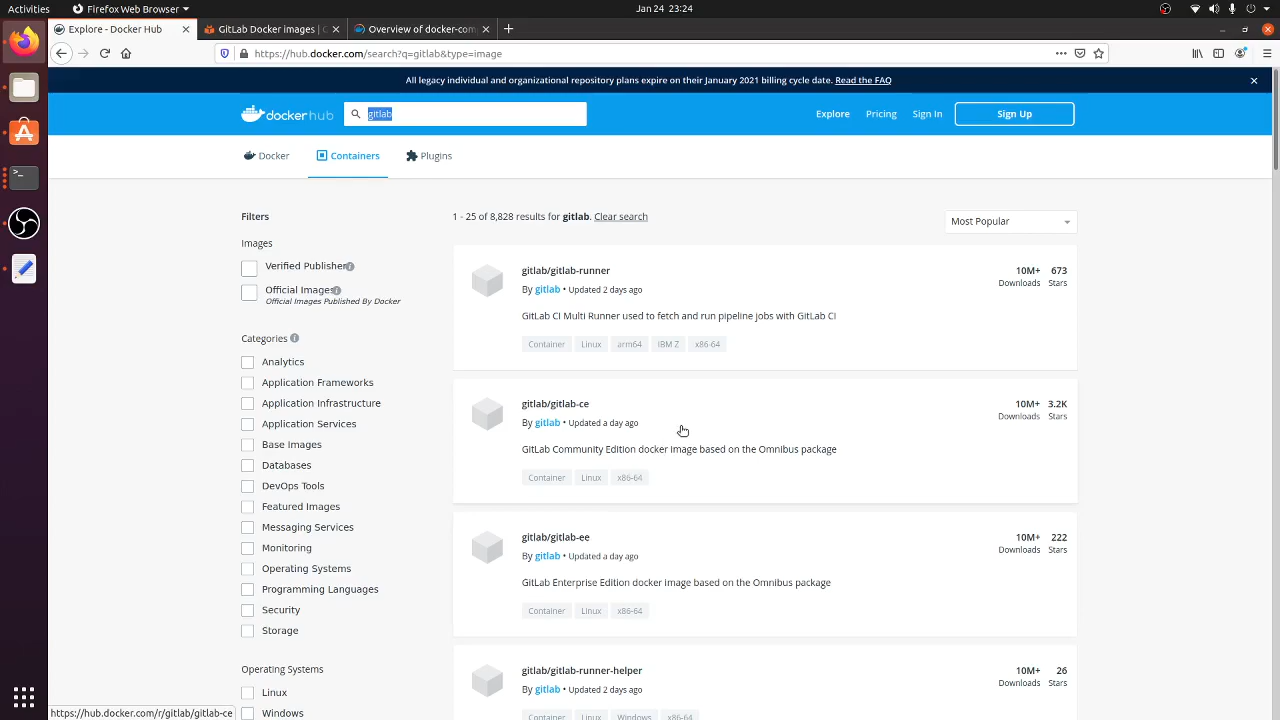 Activities
Firefox Web Browser
Jan 24 23:24
Explore - Docker Hub
GitLab Docker images | G
Overview of docker-com
https://hub.docker.com/search?q=gitlab&type=image
All legacy individual and organizational repository plans expire on their January 2021 billing cycle date. Read the FAQ
dockerhub
gitlab
Explore
Pricing
Sign In
Sign Up
Docker
Containers
Plugins
Filters
1 - 25 of 8,828 results for gitlab. Clear search
Most Popular
Images
Verified Publisher
Official Images
Official Images Published By Docker
Categories
Analytics
Application Frameworks
Application Infrastructure
Application Services
Base Images
Databases
DevOps Tools
Featured Images
Messaging Services
Monitoring
Operating Systems
Programming Languages
Security
Storage
Operating Systems
Linux
Windows
gitlab/gitlab-runner
10M+ 673
By gitlab • Updated 2 days ago
Downloads Stars
GitLab CI Multi Runner used to fetch and run pipeline jobs with GitLab CI
Container Linux arm64 IBM Z x86-64
gitlab/gitlab-ce
10M+ 3.2K
By gitlab • Updated a day ago
Downloads Stars
GitLab Community Edition docker image based on the Omnibus package
Container Linux x86-64
gitlab/gitlab-ee
10M+ 222
By gitlab • Updated a day ago
Downloads Stars
GitLab Enterprise Edition docker image based on the Omnibus package
Container Linux x86-64
gitlab/gitlab-runner-helper
10M+ 26
By gitlab • Updated 2 days ago
Downloads Stars
Container Linux Windows x86-64
https://hub.docker.com/r/gitlab/gitlab-ce